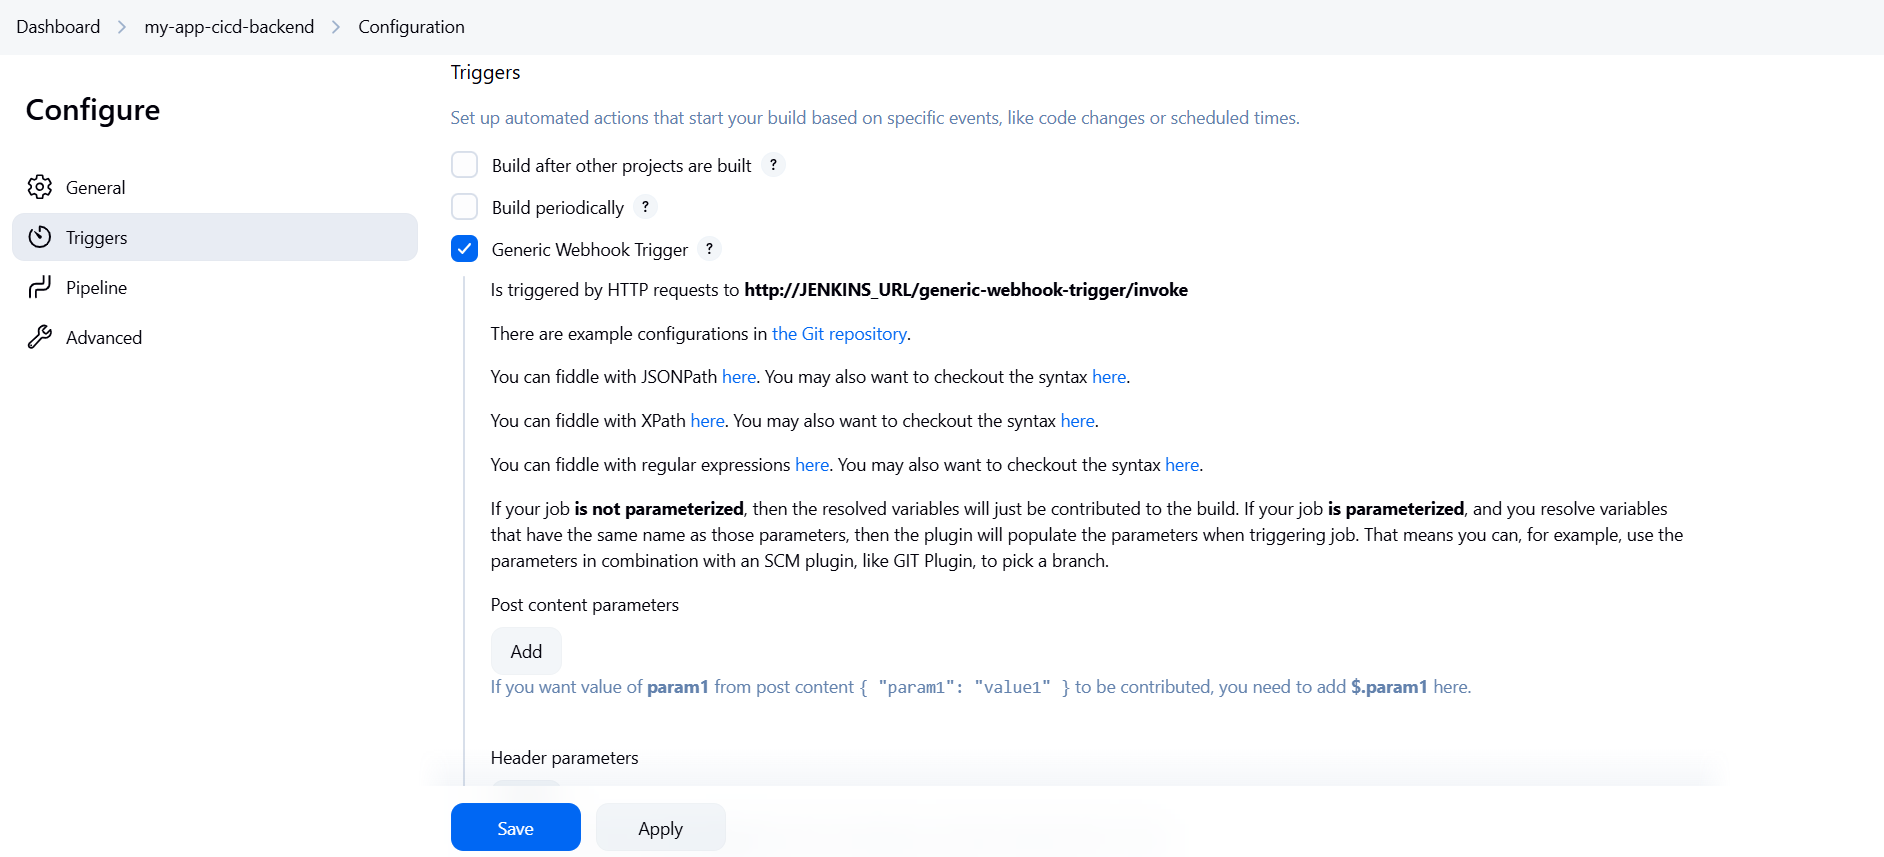 Dashboard > my-app-cicd-backend > Configuration
Configure
General
Triggers
Pipeline
Advanced
Triggers
Set up automated actions that start your build based on specific events, like code changes or scheduled times.
Build after other projects are built ?
Build periodically ?
Generic Webhook Trigger ?
Is triggered by HTTP requests to http://JENKINS_URL/generic-webhook-trigger/invoke
There are example configurations in the Git repository.
You can fiddle with JSONPath here. You may also want to checkout the syntax here.
You can fiddle with XPath here. You may also want to checkout the syntax here.
You can fiddle with regular expressions here. You may also want to checkout the syntax here.
If your job is not parameterized, then the resolved variables will just be contributed to the build. If your job is parameterized, and you resolve variables
that have the same name as those parameters, then the plugin will populate the parameters when triggering job. That means you can, for example, use the
parameters in combination with an SCM plugin, like GIT Plugin, to pick a branch.
Post content parameters
Add
If you want value of param1 from post content { "param1": "value1" } to be contributed, you need to add $.param1 here.
Header parameters
Save
Apply